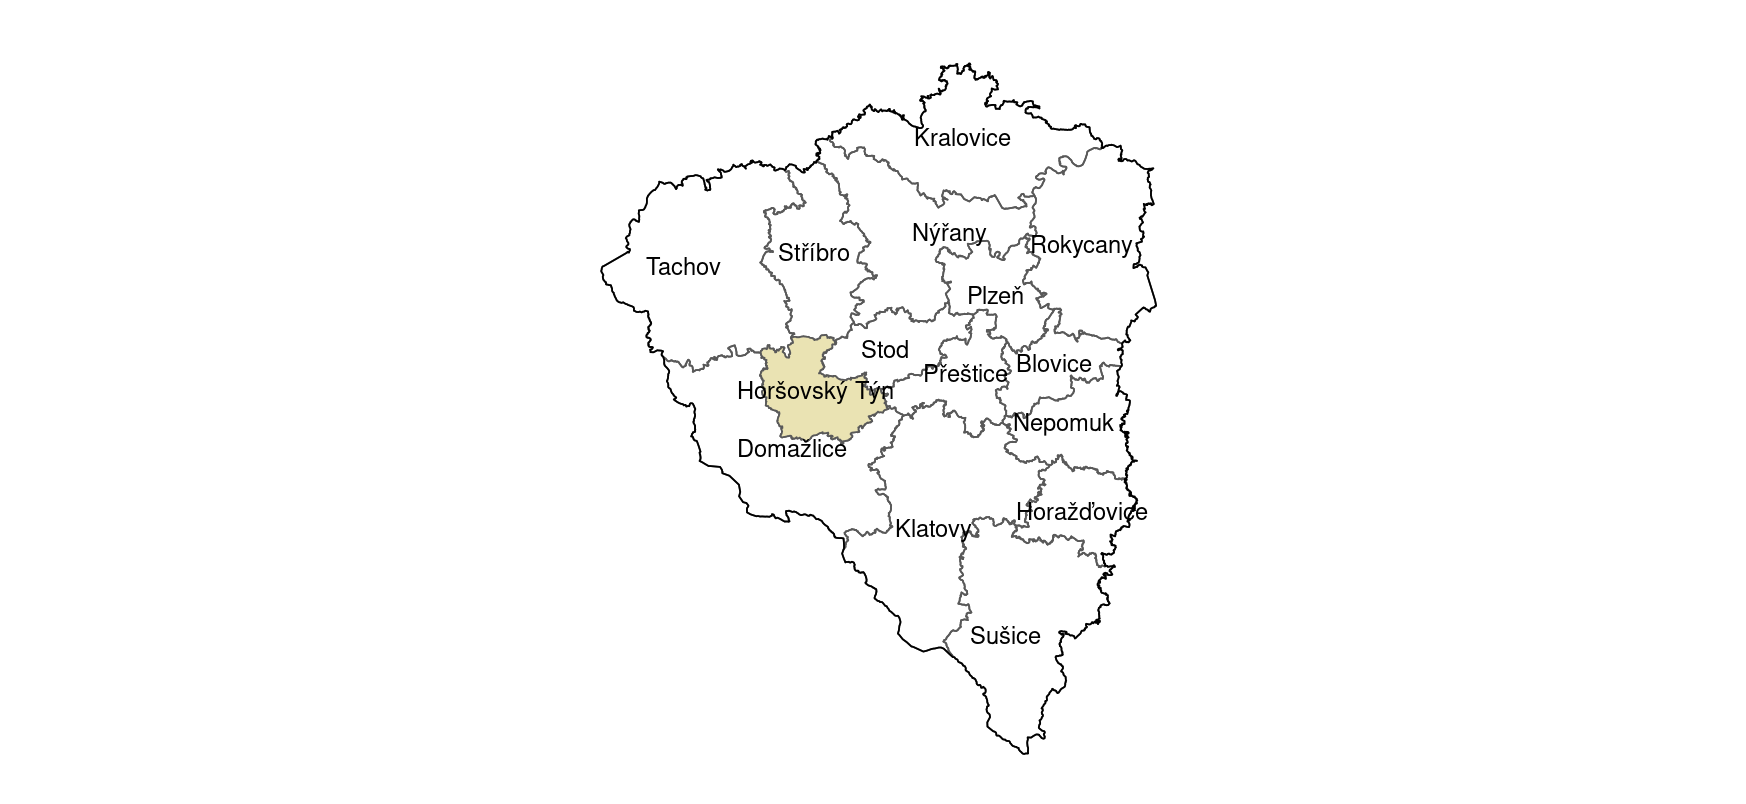 Kralovice
Nýřany
Rokycany
Stříbro
Tachov
Plzeň
Stod
Blovice
Přeštice
Horšovský Týn
Nepomuk
Domažlice
Horažďovice
Klatovy
Sušice